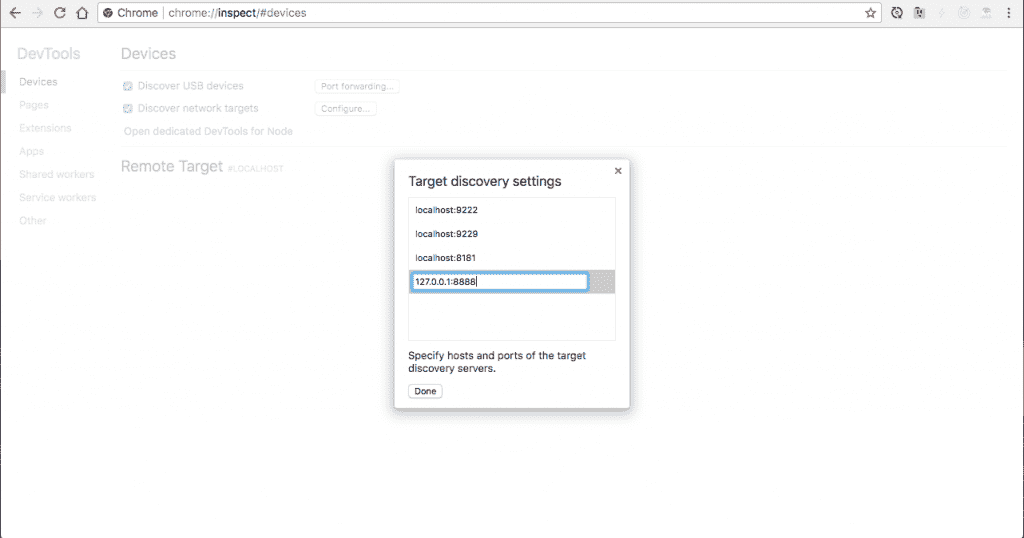 Chrome chrome://inspect/#devices
DevTools
Devices
Pages
Extensions
Apps
Shared workers
Service workers
Other
Devices
Discover USB devices Port forwarding...
Discover network targets Configure...
Open dedicated DevTools for Node
Remote Target #LOCALHOST
Target discovery settings
localhost:9222
localhost:9229
localhost:8181
127.0.0.1:8888
Specify hosts and ports of the target
discovery servers.
Done